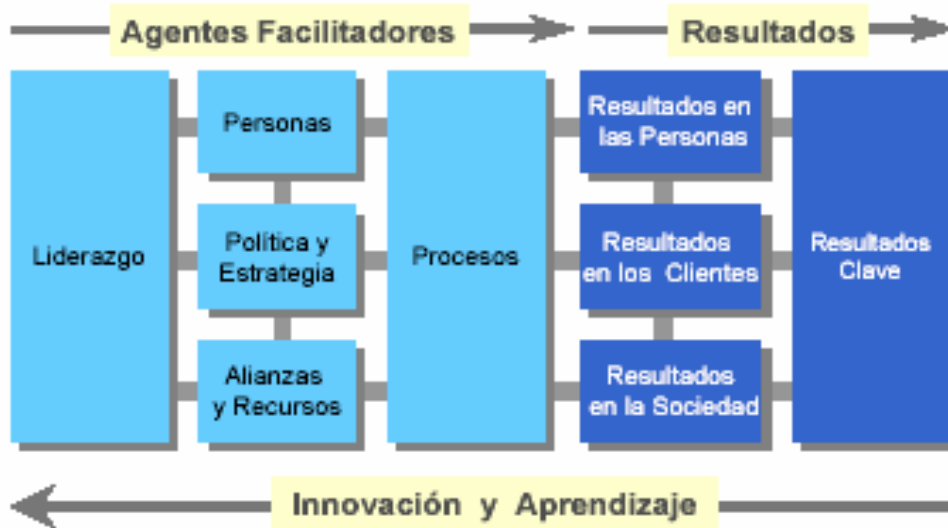 Agentes Facilitadores
Resultados
Liderazgo
Personas
Política y
Estrategia
Alianzas
y Recursos
Procesos
Resultados en
las Personas
Resultados
en los Clientes
Resultados
en la Sociedad
Resultados
Clave
Innovación y Aprendizaje